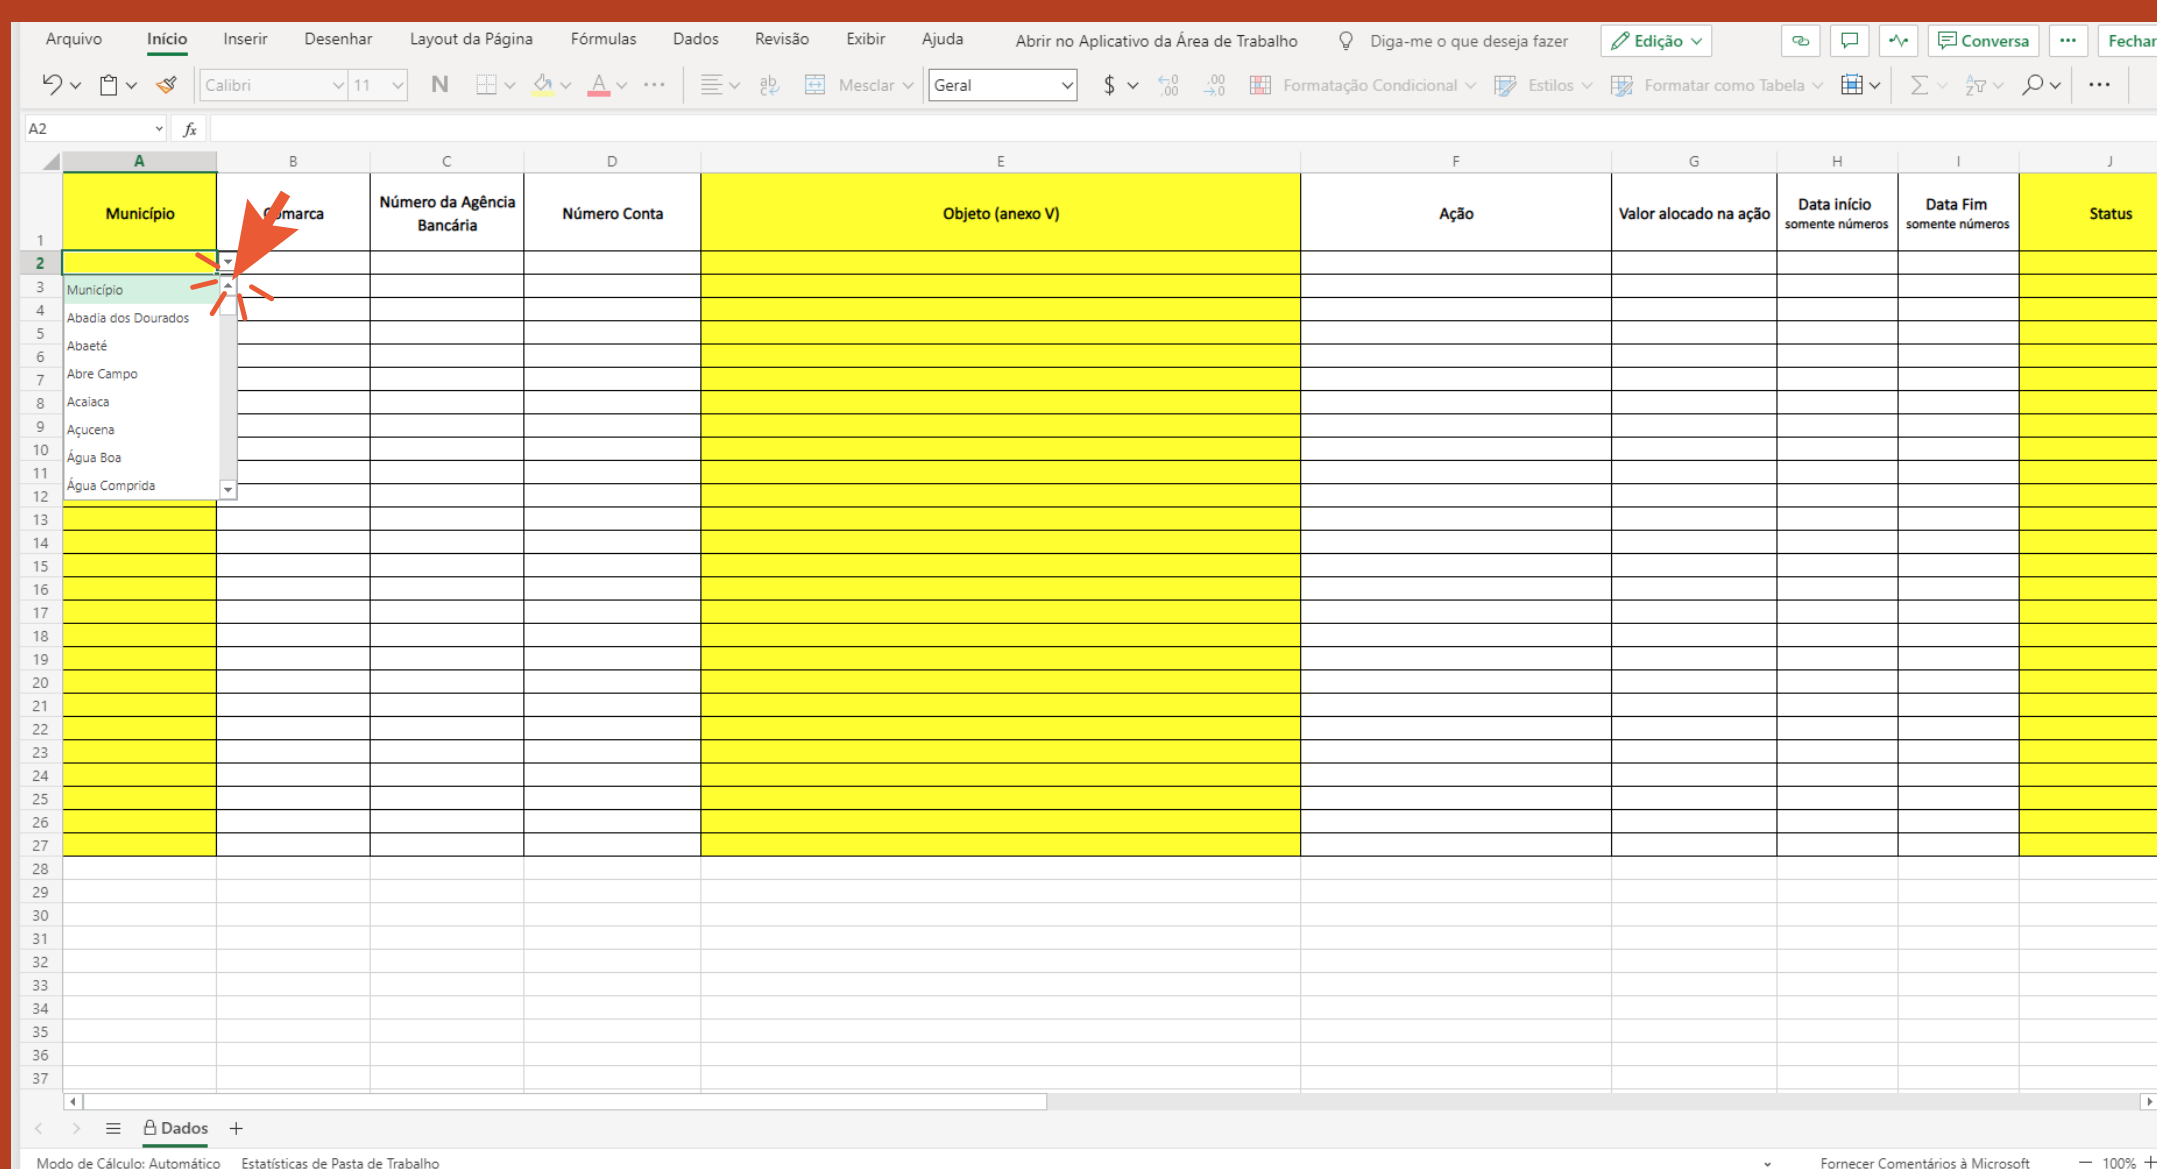 Arquivo Início Inserir Desenhar Layout da Página Fórmulas Dados Revisão Exibir Ajuda Abrir no Aplicativo da Área de Trabalho Diga-me o que deseja fazer Edição Conversa ... Fechar
Calibri 11 N A ... ab Mesclar Geral $ Formatação Condicional Estilos Formatar como Tabela Σ ...
A2 fx
A B C D E F G H I J
1 Município Comarca Número da Agência Bancária Número Conta Objeto (anexo V) Ação Valor alocado na ação Data início somente números Data Fim somente números Status
2
3 Município
4 Abadia dos Dourados
5
Abaeté
6
7 Abre Campo
8 Acaiaca
9 Açucena
10 Água Boa
11
12 Água Comprida
13
14
15
16
17
18
19
20
21
22
23
24
25
26
27
28
29
30
31
32
33
34
35
36
37
Dados +
Modo de Cálculo: Automático Estatísticas de Pasta de Trabalho Fornecer Comentários à Microsoft — 100% +